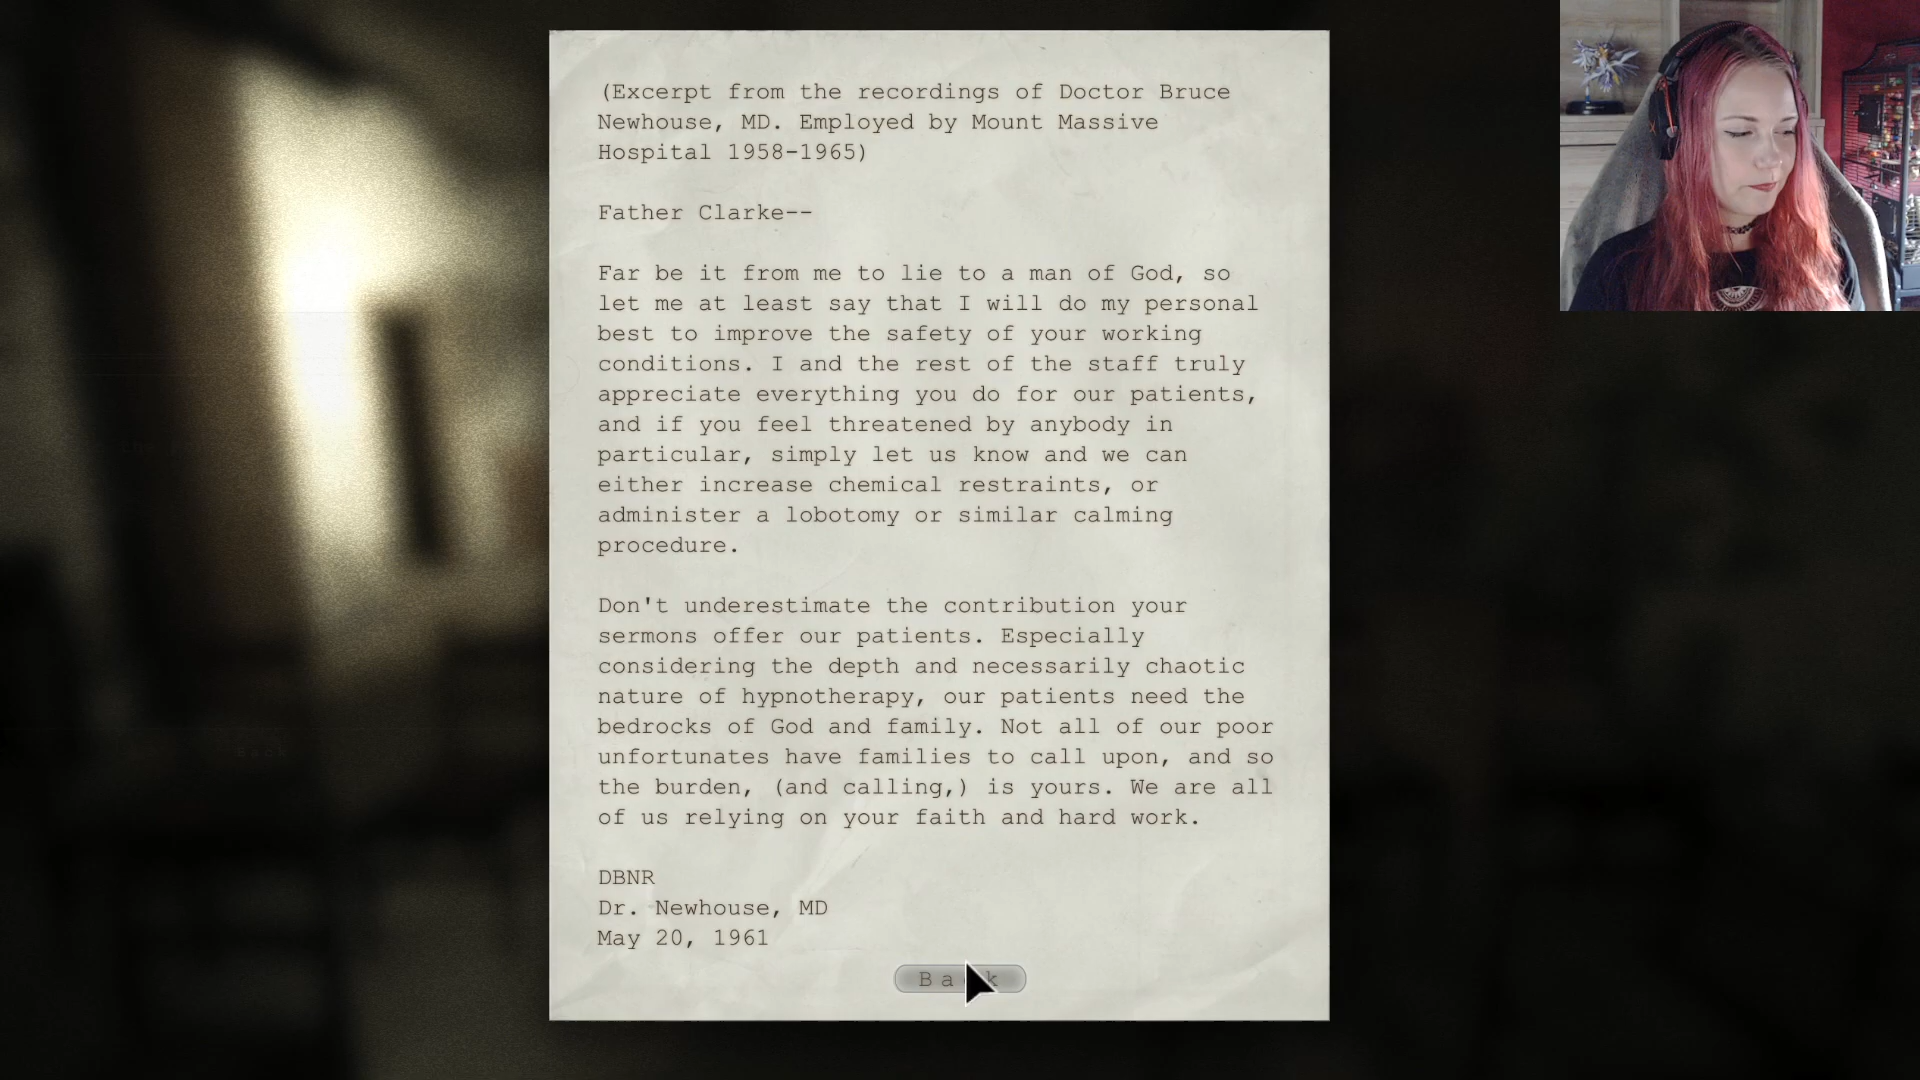 (Excerpt from the recordings of Doctor Bruce
Newhouse, MD. Employed by Mount Massive
Hospital 1958-1965)
Father Clarke--
Far be it from me to lie to a man of God, so
let me at least say that I will do my personal
best to improve the safety of your working
conditions. I and the rest of the staff truly
appreciate everything you do for our patients,
and if you feel threatened by anybody in
particular, simply let us know and we can
either increase chemical restraints, or
administer a lobotomy or similar calming
procedure.
Don't underestimate the contribution your
sermons offer our patients. Especially
considering the depth and necessarily chaotic
nature of hypnotherapy, our patients need the
bedrocks of God and family. Not all of our poor
unfortunates have families to call upon, and so
the burden, (and calling,) is yours. We are all
of us relying on your faith and hard work.
DBNR
Dr. Newhouse, MD
May 20, 1961
Back